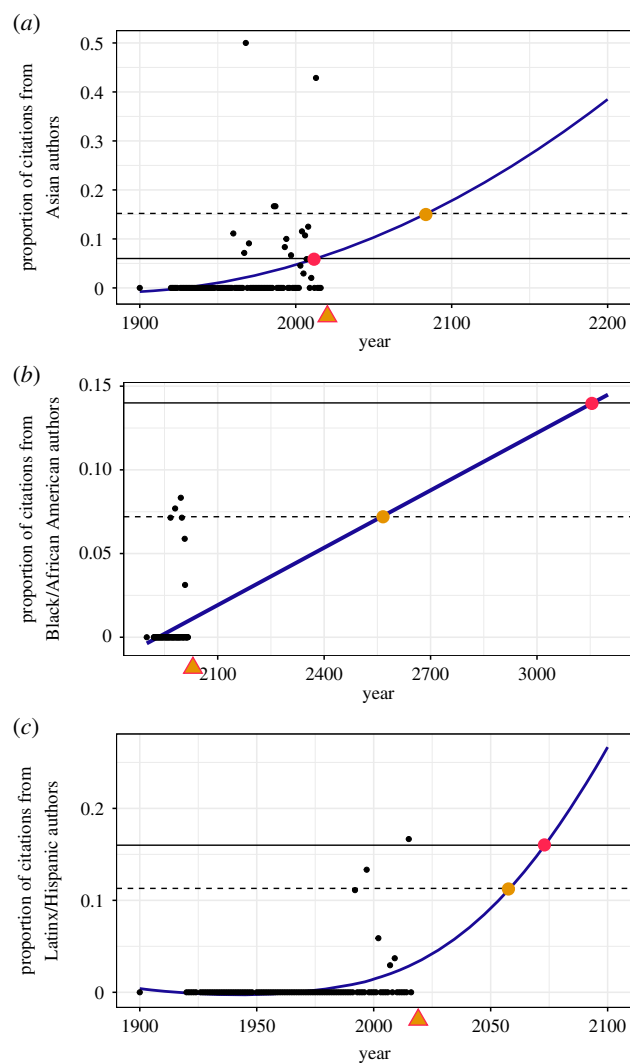 (a)
proportion of citations from
Asian authors
0.5
0.4
0.3
0.2
0.1
0
1900 2000 2100 2200
year
(b)
proportion of citations from
Black/African American authors
0.15
0.10
0.05
0
2100 2400 2700 3000
year
(c)
proportion of citations from
Latinx/Hispanic authors
0.2
0.1
0
1900 1950 2000 2050 2100
year